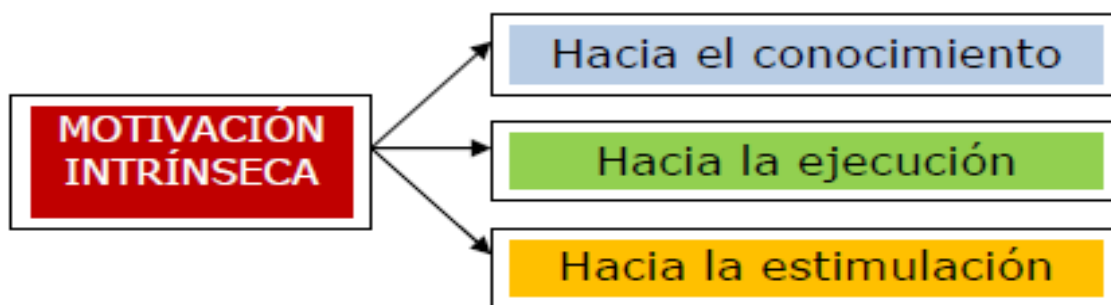 MOTIVACIÓN
INTRÍNSECA
Hacia el conocimiento
Hacia la ejecución
Hacia la estimulación